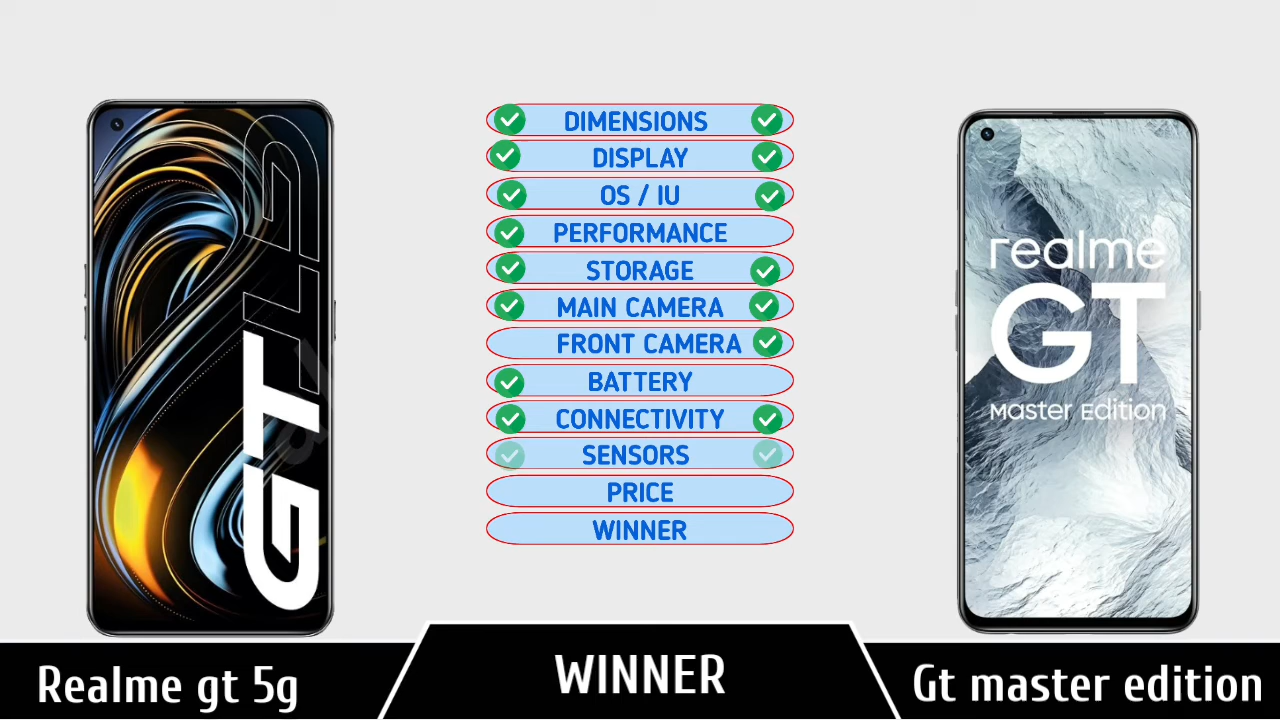 DIMENSIONS
DISPLAY
OS / IU
PERFORMANCE
STORAGE
MAIN CAMERA
FRONT CAMERA
BATTERY
CONNECTIVITY
SENSORS
PRICE
WINNER
GT
realme
GT
Master Edition
Realme gt 5g
WINNER
Gt master edition